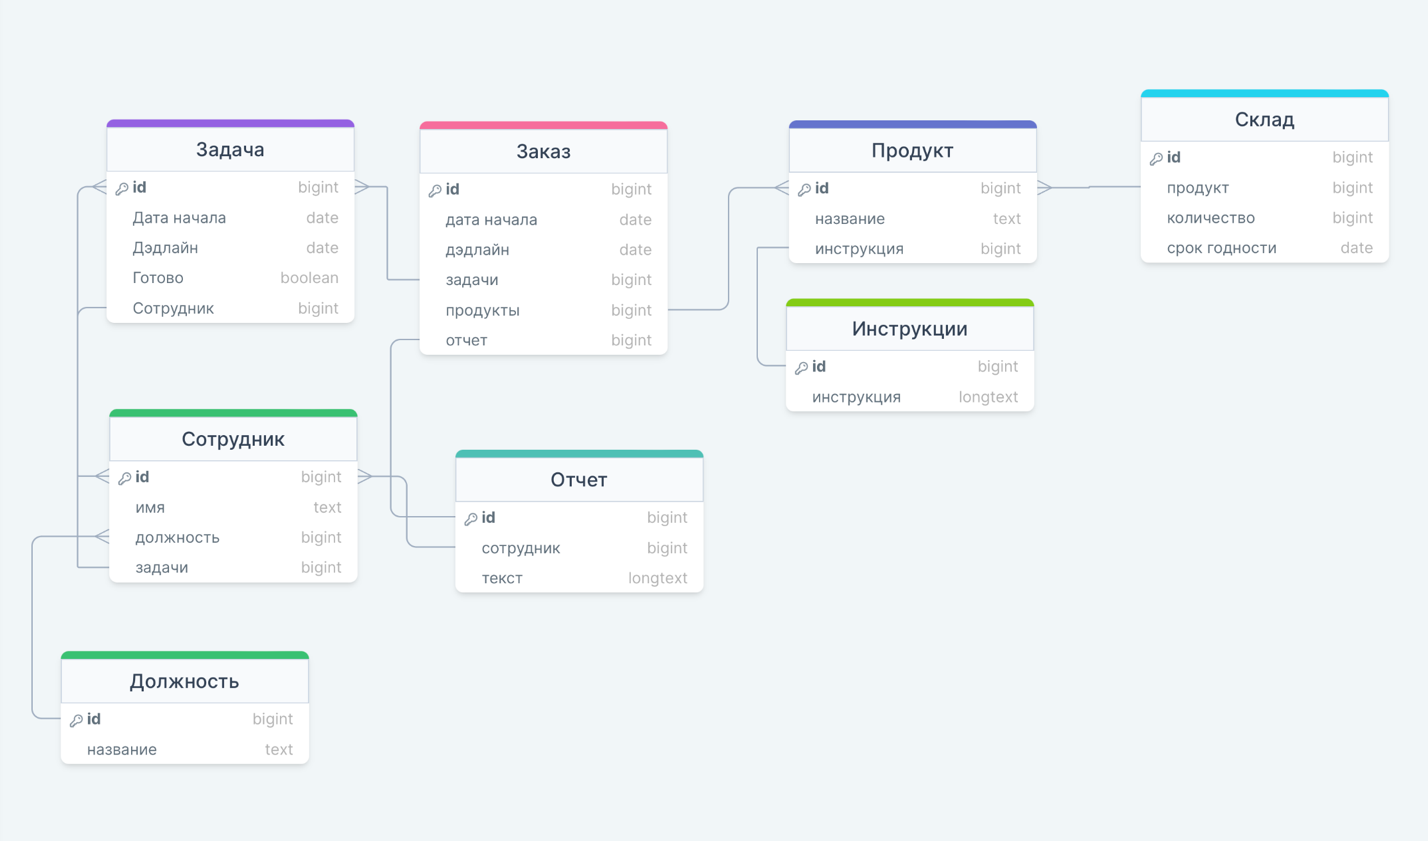 Задача
id bigint
Дата начала date
Дэдлайн date
Готово boolean
Сотрудник bigint
Заказ
id bigint
дата начала date
дэдлайн date
задачи bigint
продукты bigint
отчет bigint
Продукт
id bigint
название text
инструкция bigint
Склад
id bigint
продукт bigint
количество bigint
срок годности date
Инструкции
id bigint
инструкция longtext
Сотрудник
id bigint
имя text
должность bigint
задачи bigint
Отчет
id bigint
сотрудник bigint
текст longtext
Должность
id bigint
название text